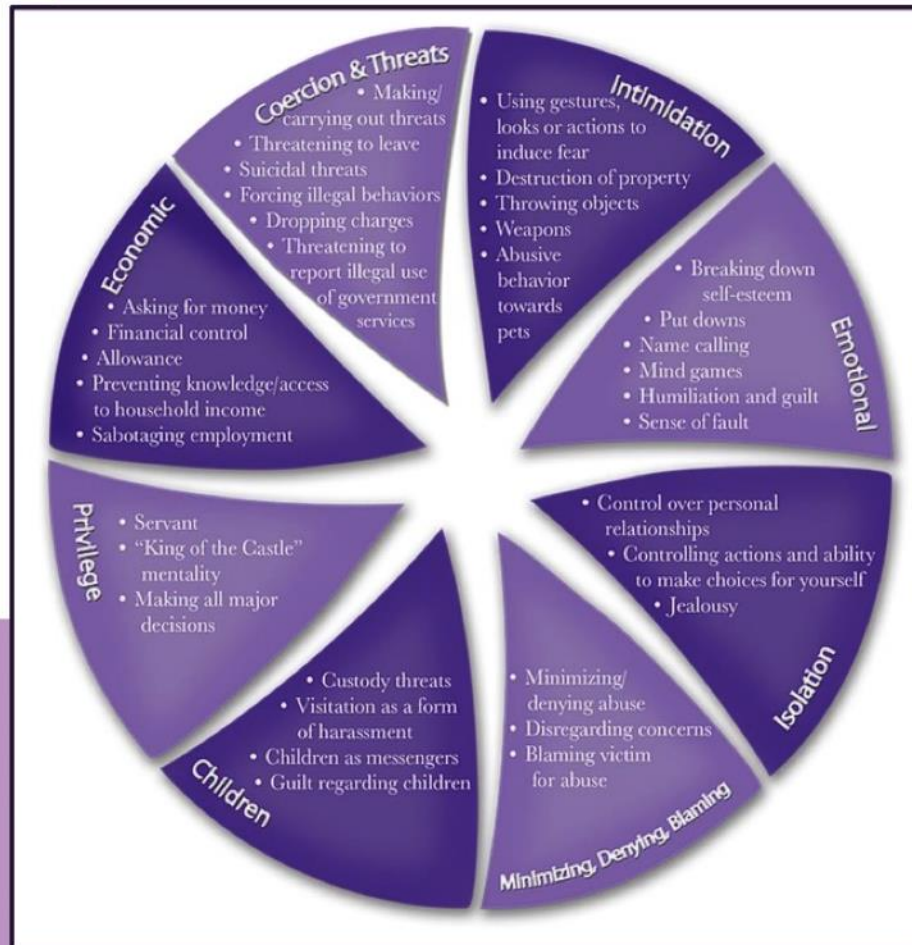 Coercion & Threats
• Making/
carrying out threats
• Threatening to leave
• Suicidal threats
• Forcing illegal behaviors
• Dropping charges
• Threatening to
report illegal use
of government
services
Intimidation
• Using gestures,
looks or actions to
induce fear
• Destruction of property
• Throwing objects
• Weapons
• Abusive
behavior
towards
pets
Emotional
• Breaking down
self-esteem
• Put downs
• Name calling
• Mind games
• Humiliation and guilt
• Sense of fault
Isolation
• Control over personal
relationships
• Controlling actions and ability
to make choices for yourself
• Jealousy
Minimizing, Denying, Blaming
• Minimizing/
denying abuse
• Disregarding concerns
• Blaming victim
for abuse
Children
• Custody threats
• Visitation as a form
of harassment
• Children as messengers
• Guilt regarding children
Privilege
• Servant
• “King of the Castle”
mentality
• Making all major
decisions
Economic
• Asking for money
• Financial control
• Allowance
• Preventing knowledge/access
to household income
• Sabotaging employment